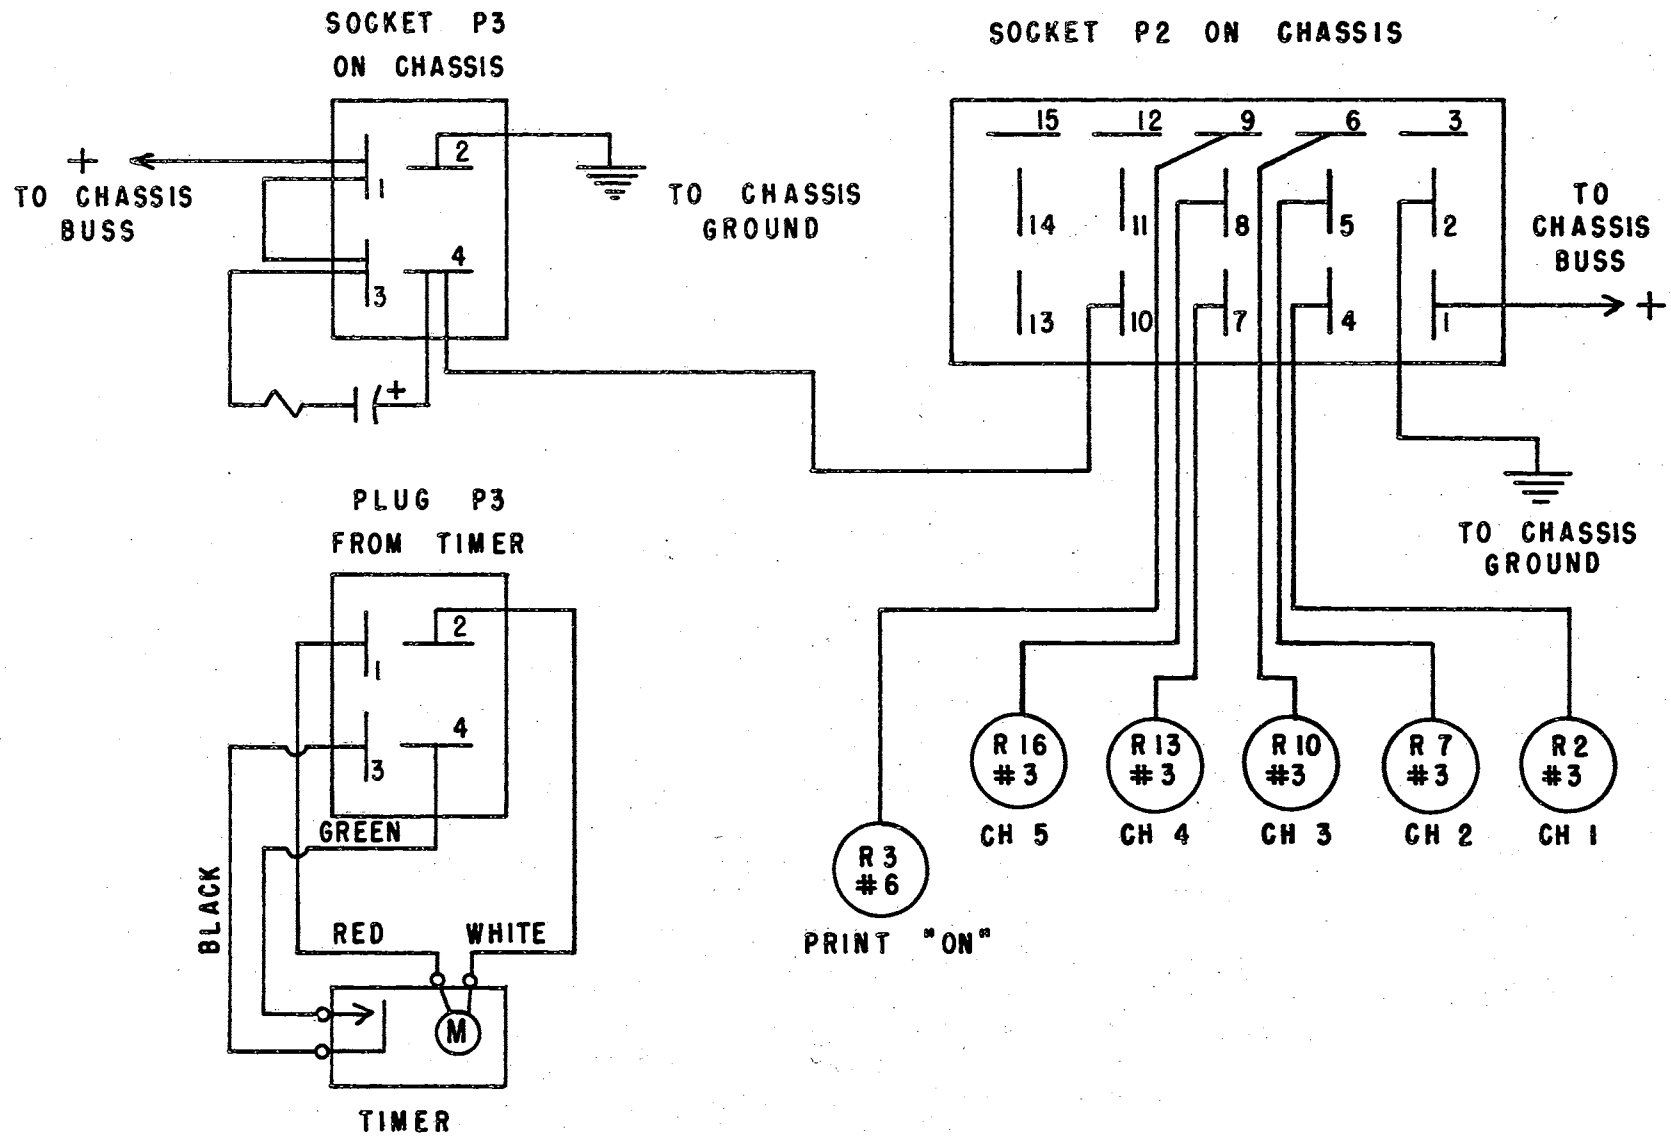 SOCKET P3
ON CHASSIS
SOCKET P2 ON CHASSIS
+
TO CHASSIS
BUSS
1
2
3
4
+
TO CHASSIS
GROUND
15 12 9 6 3
14 11 8 5 2
13 10 7 4 1
TO
CHASSIS
BUSS
+
TO CHASSIS
GROUND
PLUG P3
FROM TIMER
1
2
3
4
GREEN
BLACK
RED
WHITE
M
TIMER
R 16
#3
CH 5
R 13
#3
CH 4
R 10
#3
CH 3
R 7
#3
CH 2
R 2
#3
CH 1
R 3
#6
PRINT "ON"